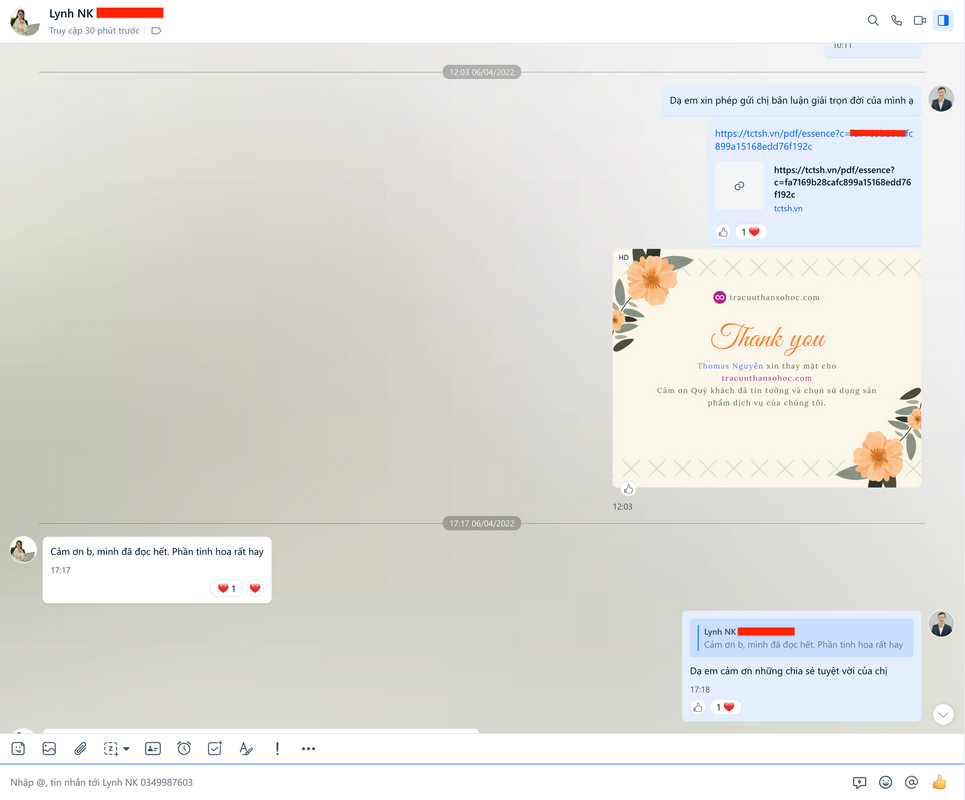 Lynh NK
Truy cập 30 phút trước
10:11
12:03 06/04/2022
Dạ em xin phép gửi chị bản luận giải trọn đời của mình ạ
https://tctsh.vn/pdf/essence?c=
fc
899a15168edd76f192c
https://tctsh.vn/pdf/essence?
c=fa7169b28cafc899a15168edd76
f192c
tctsh.vn
1
HD
tracuuthansohoc.com
Thank you
Thomas Nguyễn xin thay mặt cho
tracuuthansohoc.com
Cảm ơn Quý khách đã tin tưởng và chọn sử dụng sản
phẩm dịch vụ của chúng tôi.
12:03
17:17 06/04/2022
Cảm ơn b, mình đã đọc hết. Phần tinh hoa rất hay
17:17
1
Lynh NK
Cảm ơn b, mình đã đọc hết. Phần tinh hoa rất hay
Dạ em cảm ơn những chia sẻ tuyệt vời của chị
17:18
1
Nhập @, tin nhắn tới Lynh NK 0349987603